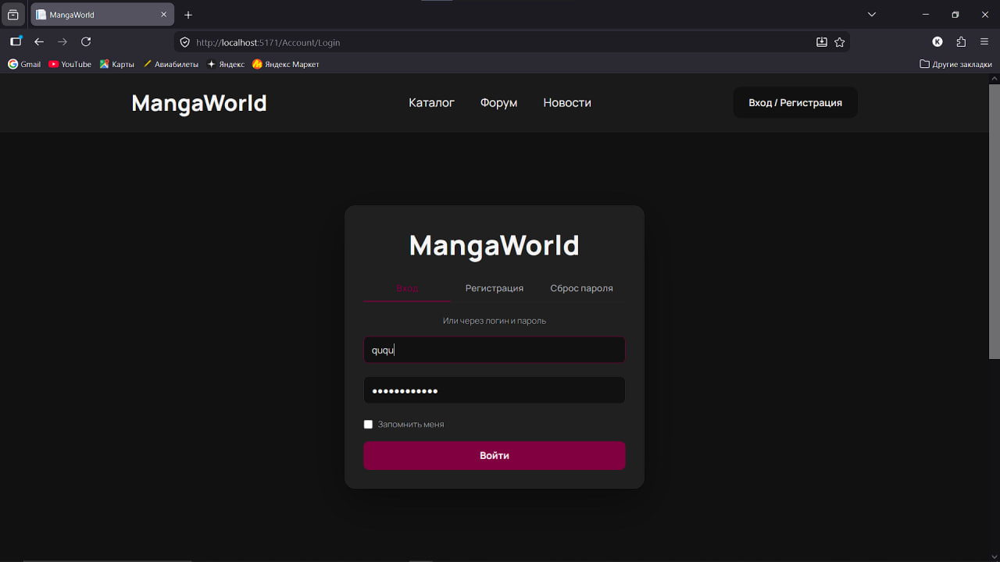 MangaWorld
http://localhost:5171/Account/Login
K
Gmail YouTube Карты Авиабилеты Яндекс Яндекс Маркет Другие закладки
MangaWorld Каталог Форум Новости Вход / Регистрация
MangaWorld
Вход Регистрация Сброс пароля
Или через логин и пароль
ququ
••••••••••••
Запомнить меня
Войти